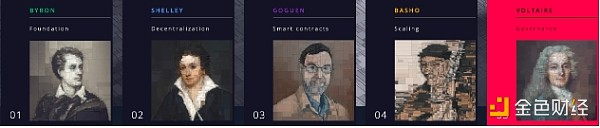 BYRON
Foundation
01
SHELLEY
Decentralization
02
GOGUEN
Smart contracts
03
BASHO
Scaling
04
VOLTAIRE
Governance
金色财经